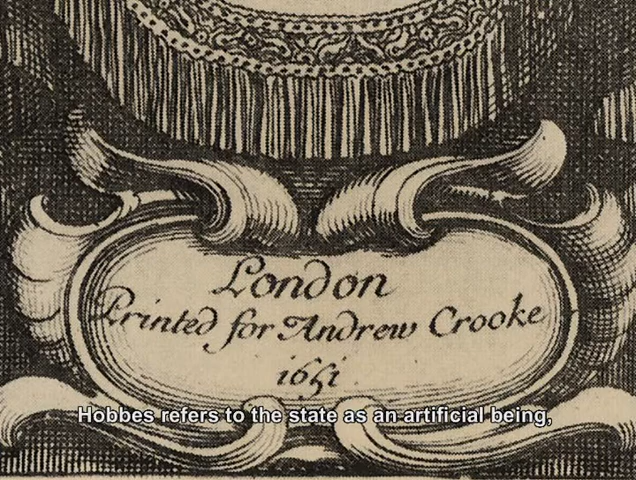 London
Printed for Andrew Crooke
1651
Hobbes refers to the state as an artificial being,